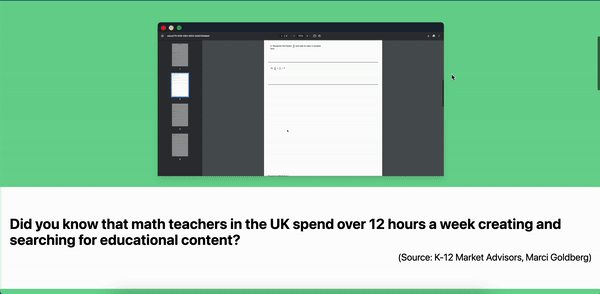 Did you know that math teachers in the UK spend over 12 hours a week creating and
searching for educational content?
(Source: K-12 Market Advisors, Marci Goldberg)